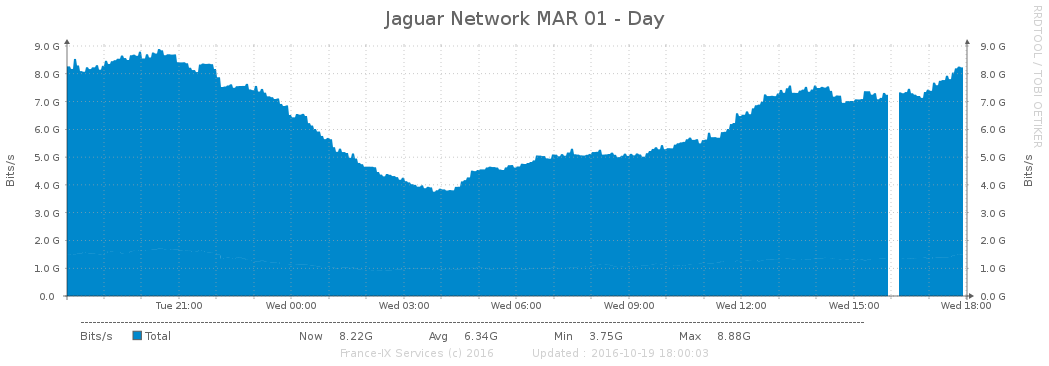 Jaguar Network MAR 01 - Day
RRDTOOL / TOBI OETIKER
9.0 G 9.0 G
8.0 G 8.0 G
7.0 G 7.0 G
6.0 G 6.0 G
5.0 G 5.0 G
4.0 G 4.0 G
3.0 G 3.0 G
2.0 G 2.0 G
1.0 G 1.0 G
0.0 0.0 G
Bits/s
Bits/s
Tue 21:00 Wed 00:00 Wed 03:00 Wed 06:00 Wed 09:00 Wed 12:00 Wed 15:00 Wed 18:00
Bits/s Total Now 8.22G Avg 6.34G Min 3.75G Max 8.88G
France-IX Services (c) 2016 Updated : 2016-10-19 18:00:03